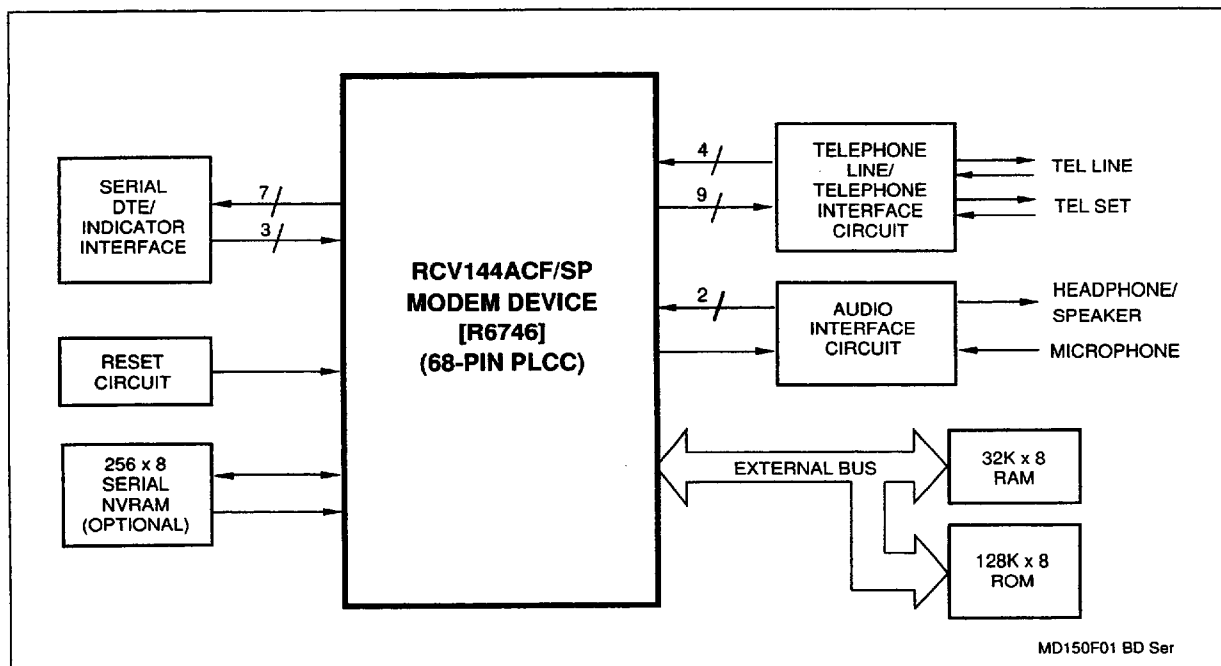 SERIAL
DTE/
INDICATOR
INTERFACE
7
3
RESET
CIRCUIT
256 x 8
SERIAL
NVRAM
(OPTIONAL)
RCV144ACF/SP
MODEM DEVICE
[R6746]
(68-PIN PLCC)
4
9
TELEPHONE
LINE/
TELEPHONE
INTERFACE
CIRCUIT
TEL LINE
TEL SET
2
AUDIO
INTERFACE
CIRCUIT
HEADPHONE/
SPEAKER
MICROPHONE
EXTERNAL BUS
32K x 8
RAM
128K x 8
ROM
MD150F01 BD Ser